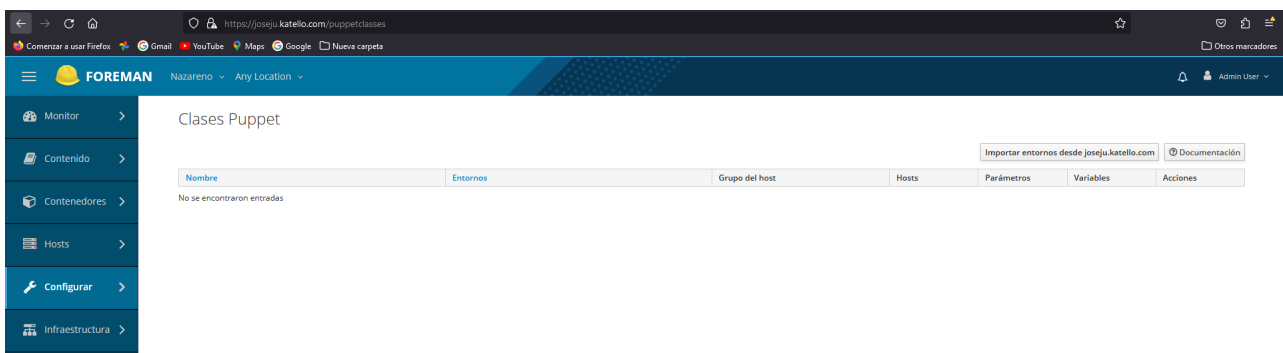 https://joseju.katello.com/puppetclasses
Comenzar a usar Firefox Gmail YouTube Maps Google Nueva carpeta Otros marcadores
FOREMAN Nazareno Any Location Admin User
Monitor
Clases Puppet
Contenido
Importar entornos desde joseju.katello.com Documentación
Nombre Entornos Grupo del host Hosts Parámetros Variables Acciones
No se encontraron entradas
Contenedores
Hosts
Configurar
Infraestructura